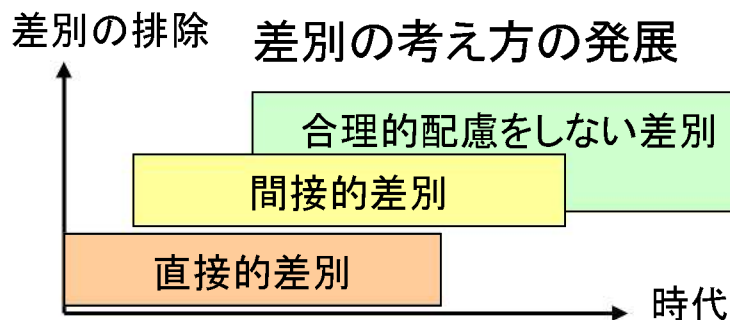 差別の排除
差別の考え方の発展
合理的配慮をしない差別
間接的差別
直接的差別
時代